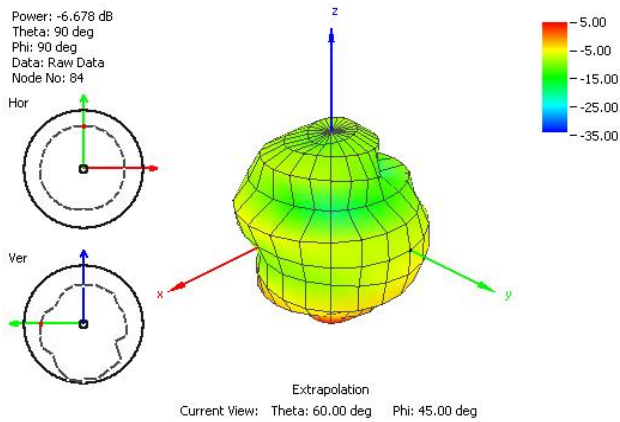 Power: -6.678 dB
Theta: 90 deg
Phi: 90 deg
Data: Raw Data
Node No: 84
Hor
Ver
z
x
y
5.00
-5.00
-15.00
-25.00
-35.00
Extrapolation
Current View: Theta: 60.00 deg Phi: 45.00 deg